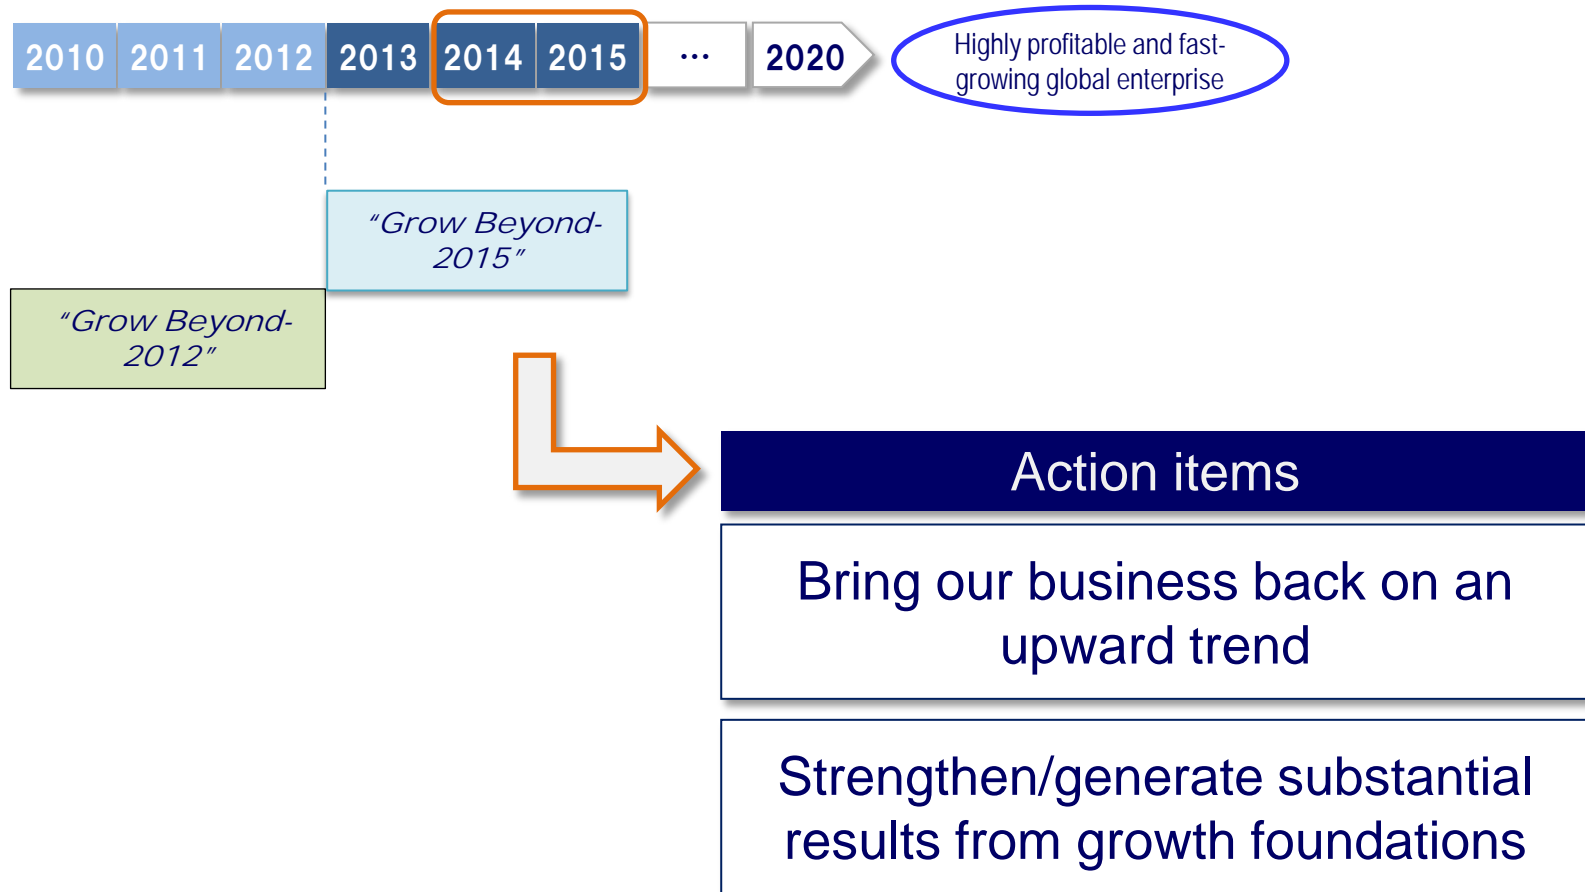 2010 2011 2012 2013 2014 2015 ... 2020
Highly profitable and fast-
growing global enterprise
“Grow Beyond-
2015”
“Grow Beyond-
2012”
Action items
Bring our business back on an
upward trend
Strengthen/generate substantial
results from growth foundations